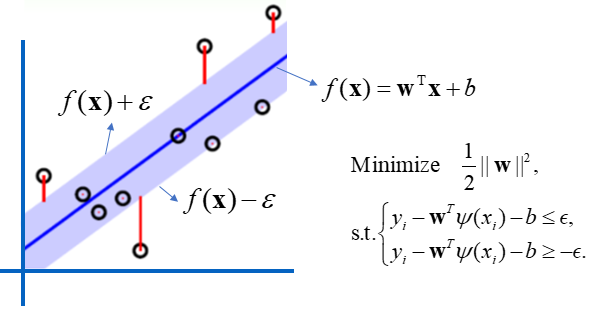 f(x) + ε
f(x) = wᵀx + b
f(x) − ε
Minimize 1/2 ||w||²,
s.t. { yᵢ − wᵀψ(xᵢ) − b ≤ ϵ,
yᵢ − wᵀψ(xᵢ) − b ≥ −ϵ.